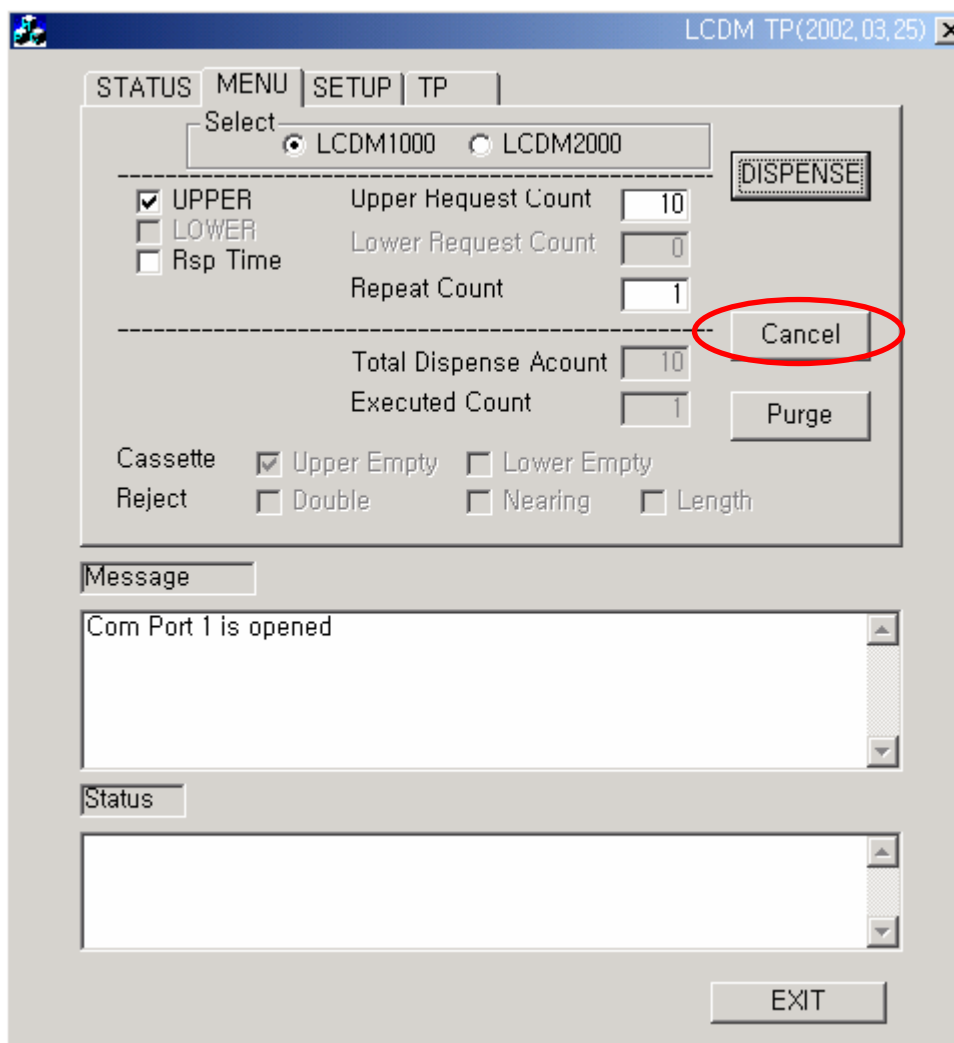 LCDM TP(2002,03,25)
STATUS MENU SETUP TP
Select
LCDM1000 LCDM2000
DISPENSE
UPPER Upper Request Count 10
LOWER Lower Request Count 0
Rsp Time
Repeat Count 1
Cancel
Total Dispense Acount 10
Executed Count 1
Purge
Cassette Upper Empty Lower Empty
Reject Double Nearing Length
Message
Com Port 1 is opened
Status
EXIT